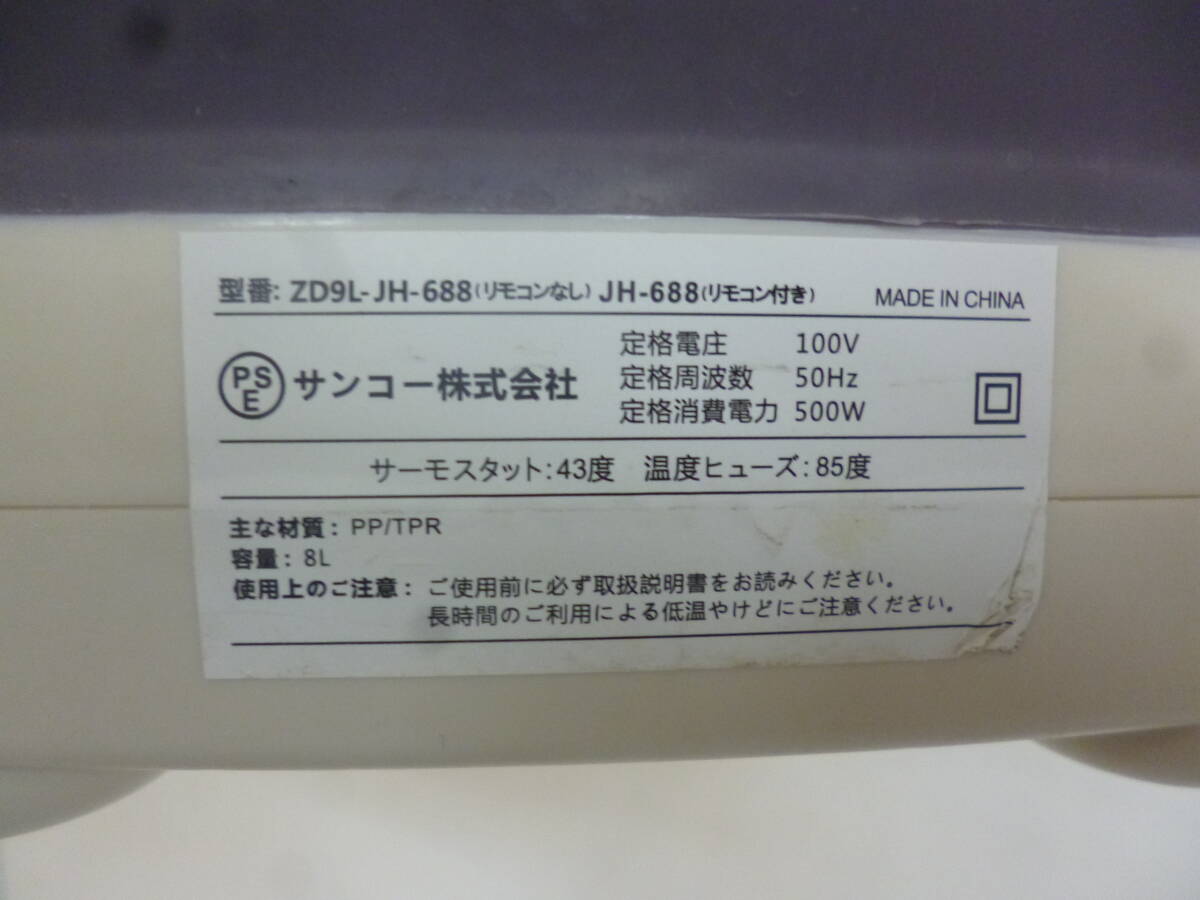 型番: ZD9L-JH-688(リモコンなし) JH-688(リモコン付き) MADE IN CHINA
PSE サンコー株式会社
定格電庄 100V
定格周波数 50Hz
定格消費電力 500W
サーモスタット:43度 温度ヒューズ:85度
主な材質: PP/TPR
容量: 8L
使用上のご注意: ご使用前に必ず取扱説明書をお読みください。
長時間のご利用による低温やけどにご注意ください。